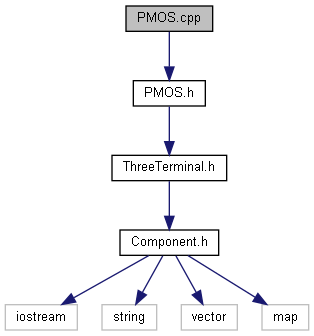 PMOS.cpp
PMOS.h
ThreeTerminal.h
Component.h
iostream
string
vector
map